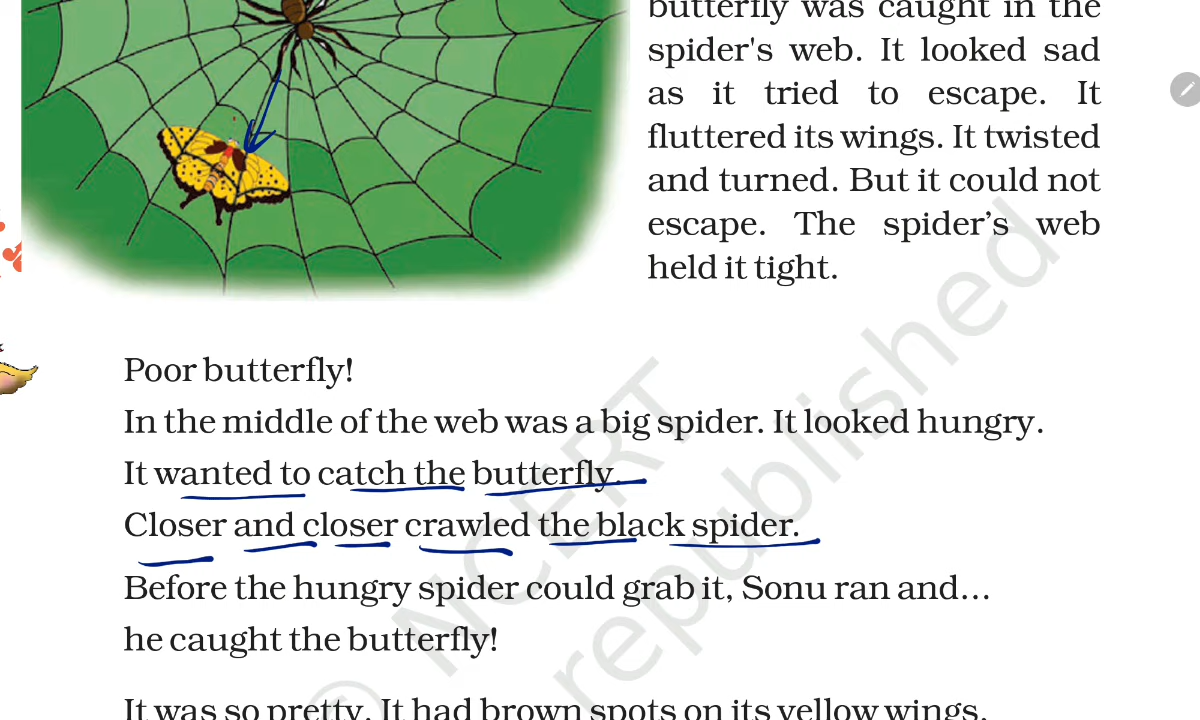 butterfly was caught in the
spider's web. It looked sad
as it tried to escape. It
fluttered its wings. It twisted
and turned. But it could not
escape. The spider's web
held it tight.
Poor butterfly!
In the middle of the web was a big spider. It looked hungry.
It wanted to catch the butterfly.
Closer and closer crawled the black spider.
Before the hungry spider could grab it, Sonu ran and...
he caught the butterfly!
It was so pretty. It had brown spots on its yellow wings.
© NCERT
republished